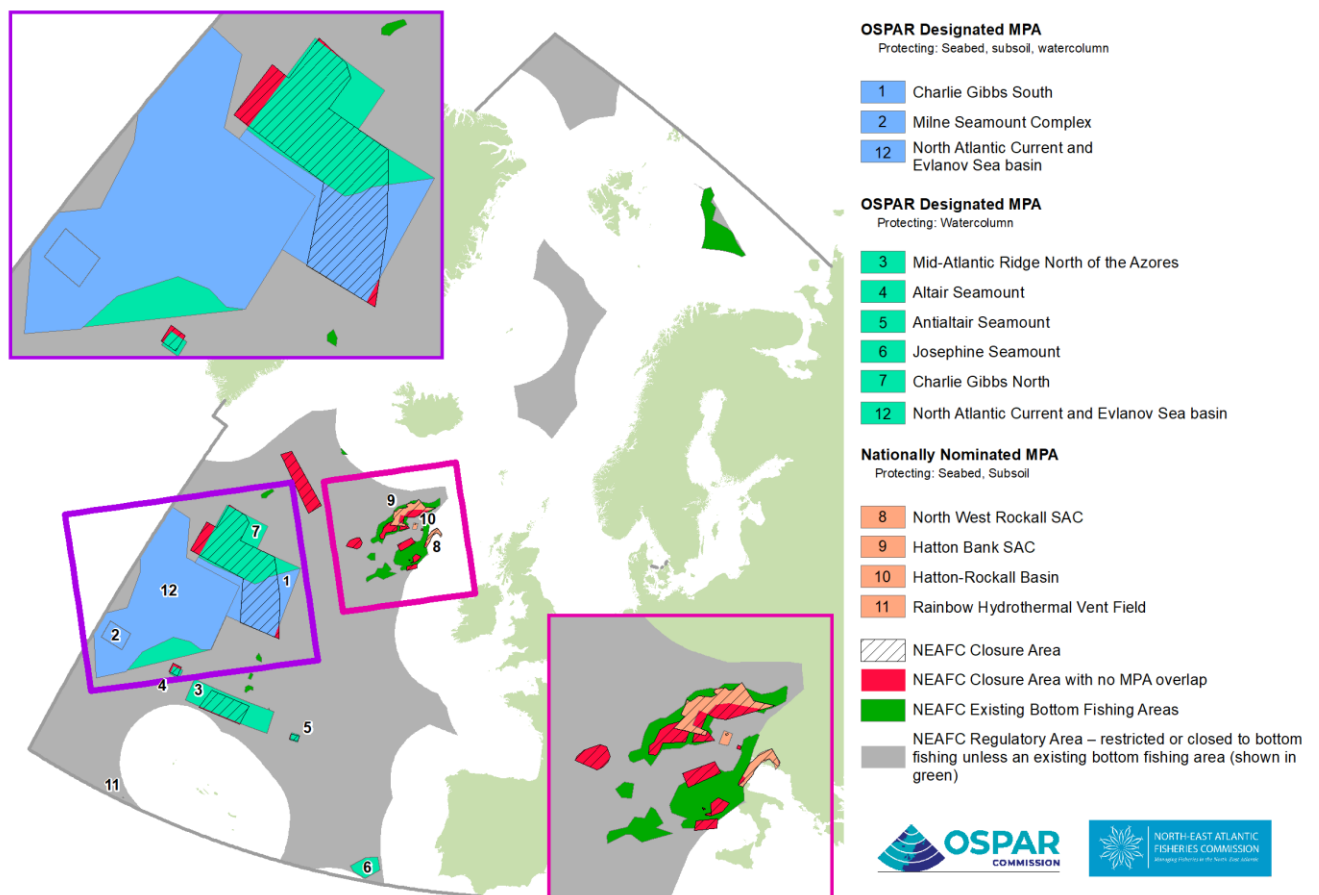 OSPAR Designated MPA
Protecting: Seabed, subsoil, watercolumn
1 Charlie Gibbs South
2 Milne Seamount Complex
12 North Atlantic Current and
Evlanov Sea basin
OSPAR Designated MPA
Protecting: Watercolumn
3 Mid-Atlantic Ridge North of the Azores
4 Altair Seamount
5 Antialtair Seamount
6 Josephine Seamount
7 Charlie Gibbs North
12 North Atlantic Current and Evlanov Sea basin
Nationally Nominated MPA
Protecting: Seabed, Subsoil
8 North West Rockall SAC
9 Hatton Bank SAC
10 Hatton-Rockall Basin
11 Rainbow Hydrothermal Vent Field
NEAFC Closure Area
NEAFC Closure Area with no MPA overlap
NEAFC Existing Bottom Fishing Areas
NEAFC Regulatory Area – restricted or closed to bottom
fishing unless an existing bottom fishing area (shown in
green)
OSPAR
COMMISSION
NORTH-EAST ATLANTIC
FISHERIES COMMISSION
Managing Fisheries in the North East Atlantic
9
10
8
7
1
12
2
4
3
5
11
6